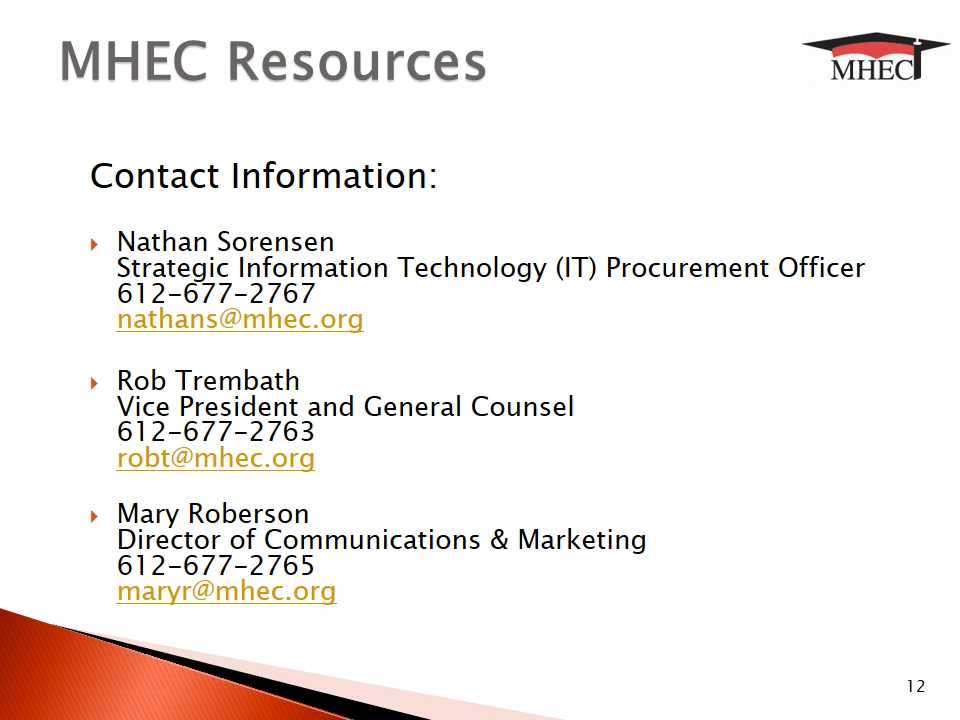 MHEC Resources
MHEC
Contact Information:
Nathan Sorensen
Strategic Information Technology (IT) Procurement Officer
612-677-2767
nathans@mhec.org
Rob Trembath
Vice President and General Counsel
612-677-2763
robt@mhec.org
Mary Roberson
Director of Communications & Marketing
612-677-2765
maryr@mhec.org
12